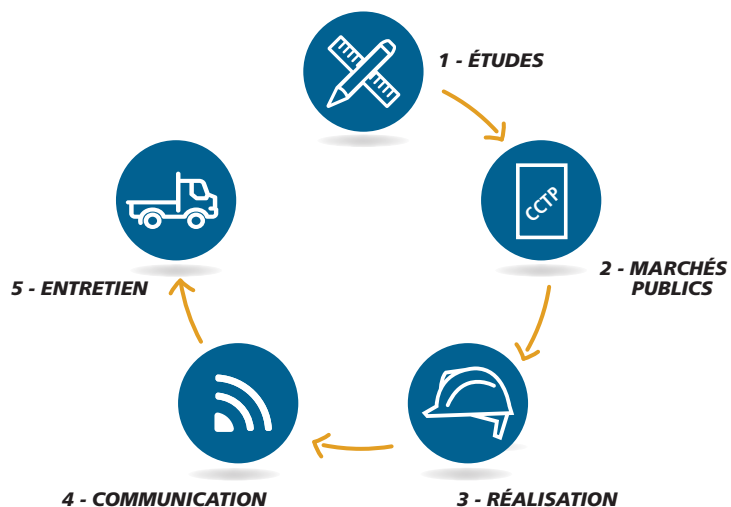 1 - ÉTUDES
CCTP
2 - MARCHÉS
PUBLICS
3 - RÉALISATION
4 - COMMUNICATION
5 - ENTRETIEN